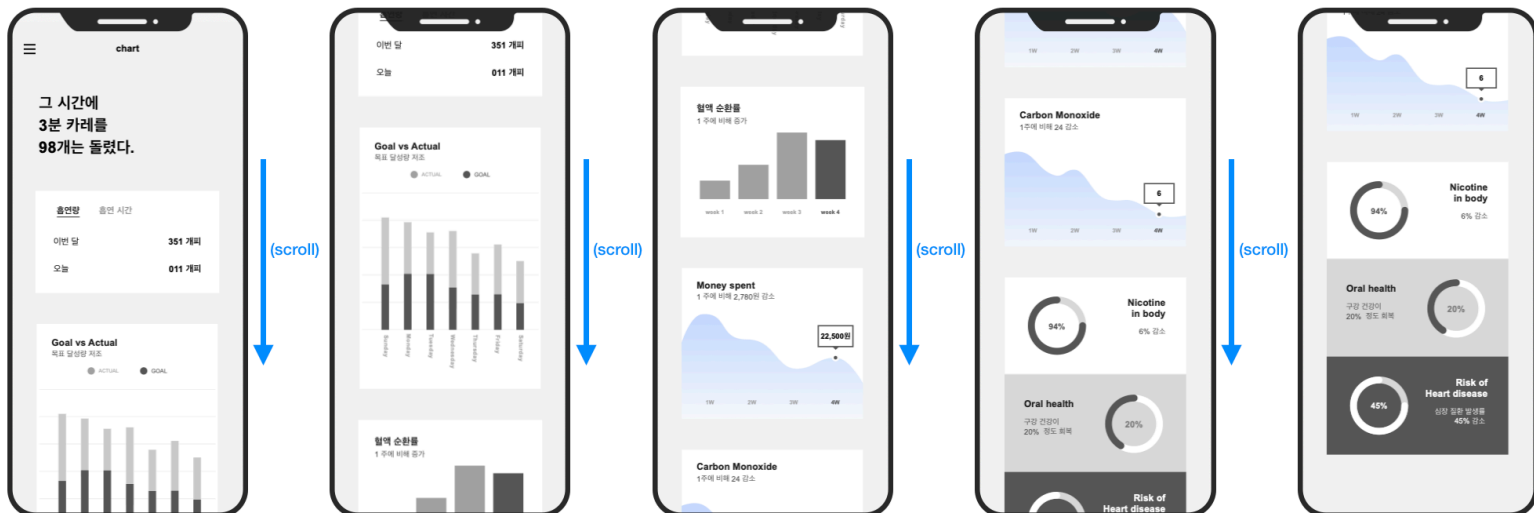 chart
그 시간에
3분 카레를
98개는 돌렸다.
흡연량 흡연 시간
이번 달 351 개피
오늘 011 개피
Goal vs Actual
목표 달성량 저조
ACTUAL GOAL
(scroll)
이번 달 351 개피
오늘 011 개피
Goal vs Actual
목표 달성량 저조
ACTUAL GOAL
Sunday
Monday
Tuesday
Wednesday
Thursday
Friday
Saturday
혈액 순환률
1 주에 비해 증가
(scroll)
혈액 순환률
1 주에 비해 증가
week 1 week 2 week 3 week 4
Money spent
1 주에 비해 2,780원 감소
22,500원
1W 2W 3W 4W
Carbon Monoxide
1주에 비해 24 감소
(scroll)
1W 2W 3W 4W
Carbon Monoxide
1주에 비해 24 감소
6
1W 2W 3W 4W
94%
Nicotine
in body
6% 감소
Oral health
구강 건강이
20% 정도 회복
20%
Risk of
Heart disease
(scroll)
6
1W 2W 3W 4W
94%
Nicotine
in body
6% 감소
Oral health
구강 건강이
20% 정도 회복
20%
45%
Risk of
Heart disease
심장 질환 발생률
45% 감소